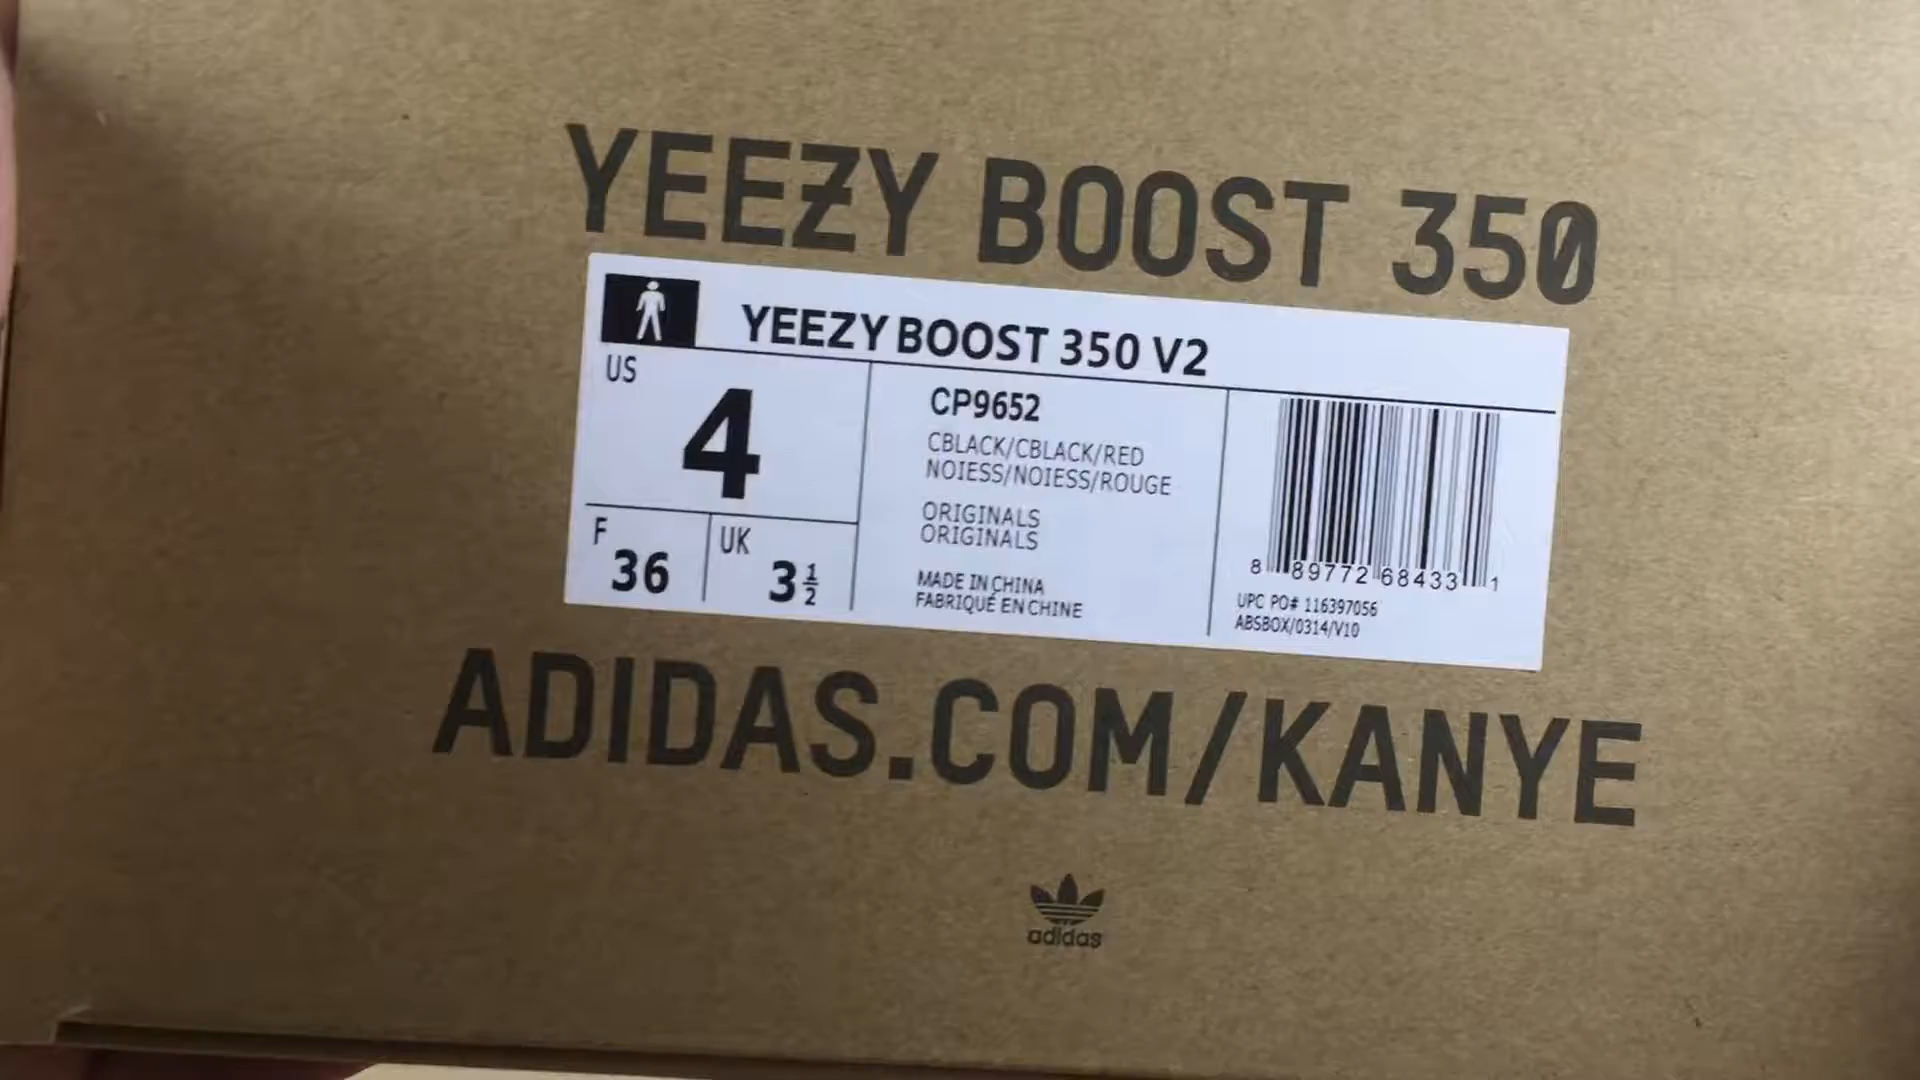 YEEZY BOOST 350
YEEZY BOOST 350 V2
US
4
F
36
UK
3 1/2
CP9652
CBLACK/CBLACK/RED
NOIESS/NOIESS/ROUGE
ORIGINALS
ORIGINALS
MADE IN CHINA
FABRIQUÉ EN CHINE
8 89772 68433 1
UPC PO# 116397056
ABSBOX/0314/V10
ADIDAS.COM/KANYE
adidas